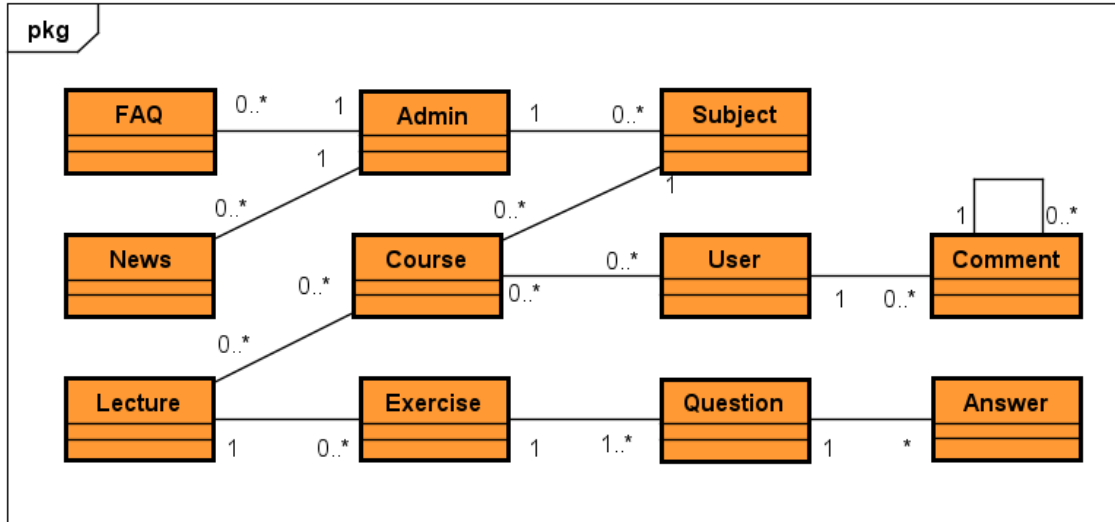 pkg
FAQ 0..* 1 Admin 1 0..* Subject
1 1
0..* 0..* 1 0..*
News Course User Comment
0..* 0..*
0..* 1 0..*
0..*
Lecture Exercise Question Answer
1 0..* 1 1..* 1 *